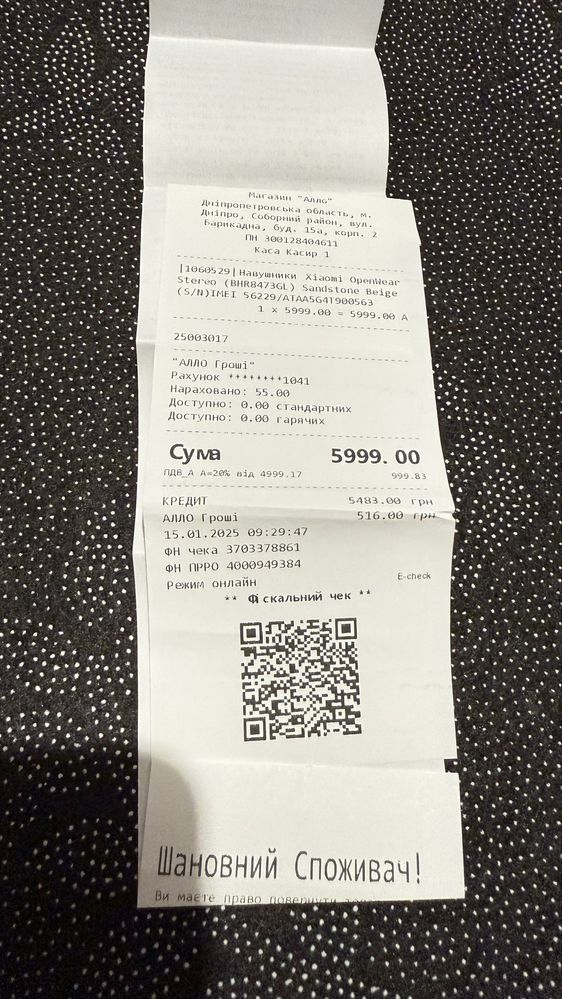 Магазин "Алло"
Дніпропетровська область, м.
Дніпро, Соборний район, вул.
Барикадна, буд. 15а, корп. 2
ПН 300128404611
Каса Касир 1
|1060529|Навушники Xiaomi OpenWear
Stereo (BHR8473GL) Sandstone Beige
(S/N)IMEI 56229/ATAA5G4T900563
1 x 5999.00 = 5999.00 А
25003017
"АЛЛО Гроші"
Рахунок ********1041
Нараховано: 55.00
Доступно: 0.00 стандартних
Доступно: 0.00 гарячих
Сума 5999.00
ПДВ_А А=20% від 4999.17 999.83
КРЕДИТ 5483.00 грн
АЛЛО Гроші 516.00 грн
15.01.2025 09:29:47
ФН чека 3703378861
ФН ПРРО 4000949384
Режим онлайн E-check
** Фіскальний чек **
Шановний Споживач!
Ви маєте право повернути